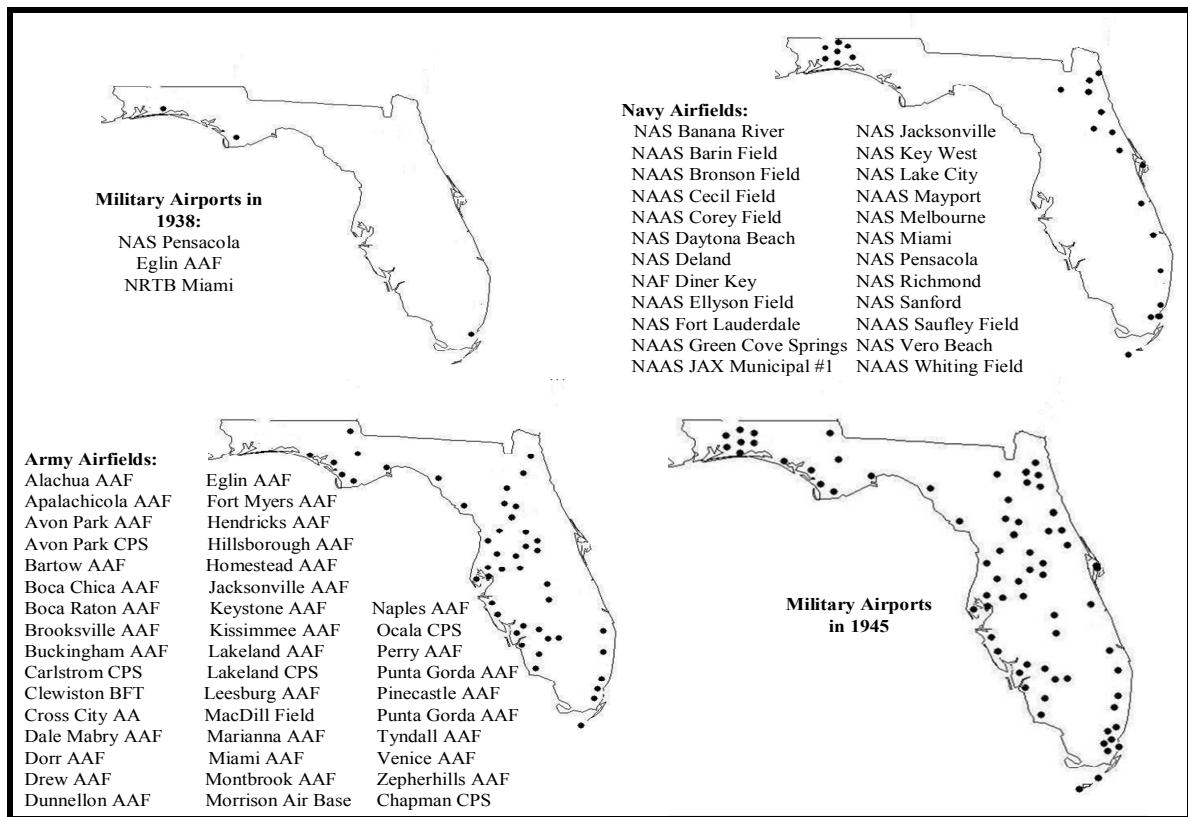 Military Airports in
1938:
NAS Pensacola
Eglin AAF
NRTB Miami
Navy Airfields:
NAS Banana River
NAAS Barin Field
NAAS Bronson Field
NAAS Cecil Field
NAAS Corey Field
NAS Daytona Beach
NAS Deland
NAF Diner Key
NAAS Ellyson Field
NAS Fort Lauderdale
NAAS Green Cove Springs
NAAS JAX Municipal #1
NAS Jacksonville
NAS Key West
NAS Lake City
NAAS Mayport
NAS Melbourne
NAS Miami
NAS Pensacola
NAS Richmond
NAS Sanford
NAAS Saufley Field
NAS Vero Beach
NAAS Whiting Field
Army Airfields:
Alachua AAF
Apalachicola AAF
Avon Park AAF
Avon Park CPS
Bartow AAF
Boca Chica AAF
Boca Raton AAF
Brooksville AAF
Buckingham AAF
Carlstrom CPS
Clewiston BFT
Cross City AA
Dale Mabry AAF
Dorr AAF
Drew AAF
Dunnellon AAF
Eglin AAF
Fort Myers AAF
Hendricks AAF
Hillsborough AAF
Homestead AAF
Jacksonville AAF
Keystone AAF
Kissimmee AAF
Lakeland AAF
Lakeland CPS
Leesburg AAF
MacDill Field
Marianna AAF
Miami AAF
Montbrook AAF
Morrison Air Base
Naples AAF
Ocala CPS
Perry AAF
Punta Gorda AAF
Pinecastle AAF
Punta Gorda AAF
Tyndall AAF
Venice AAF
Zepherhills AAF
Chapman CPS
Military Airports
in 1945